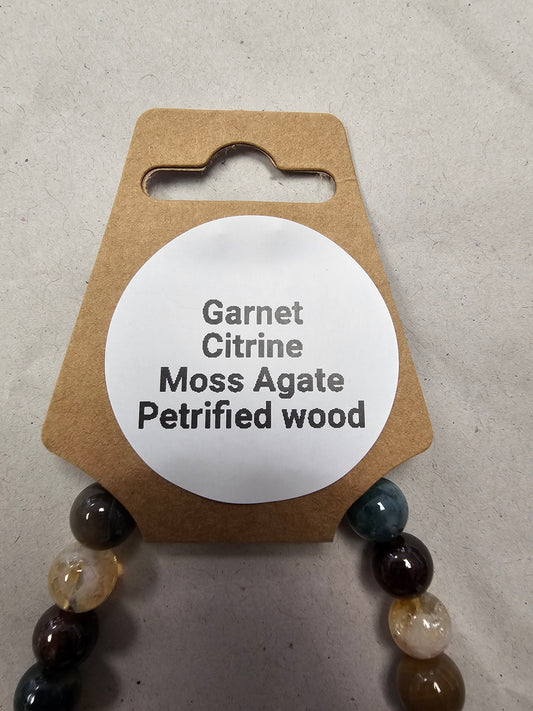 Garnet
Citrine
Moss Agate
Petrified wood